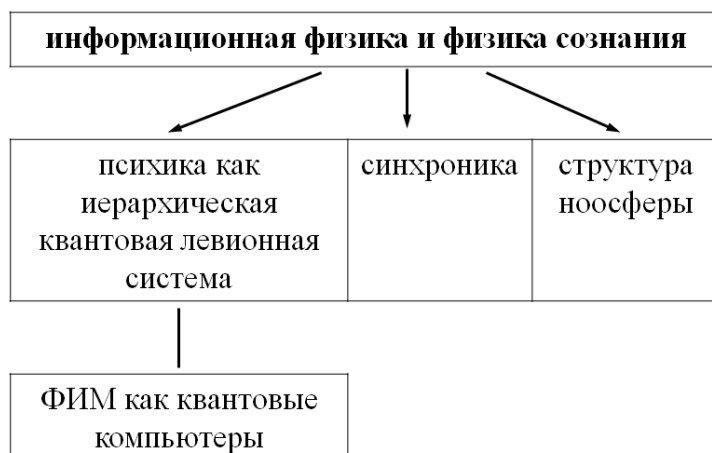 информационная физика и физика сознания
психика как
иерархическая
квантовая левионная
система
синхроника
структура
ноосферы
ФИМ как квантовые
компьютеры